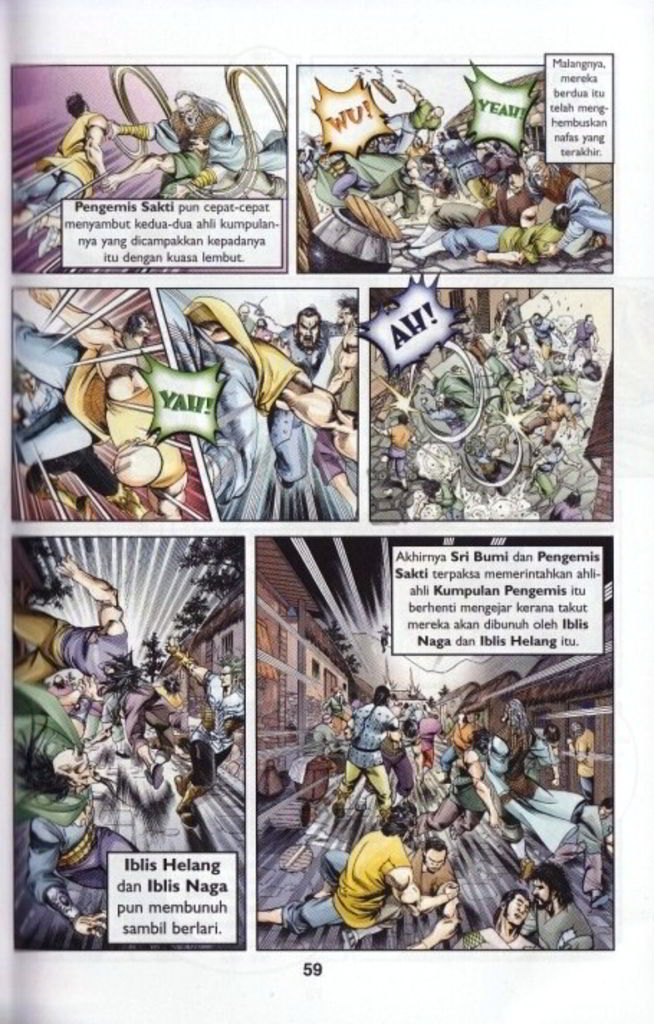 Pengemis Sakti pun cepat-cepat
menyambut kedua-dua ahli kumpulan-
nya yang dicampakkan kepadanya
itu dengan kuasa lembut.
WU!
YEAH!
Malangnya,
mereka
berdua itu
telah meng-
hembuskan
nafas yang
terakhir.
YAH!
AH!
Iblis Helang
dan Iblis Naga
pun membunuh
sambil berlari.
Akhirnya Sri Bumi dan Pengemis
Sakti terpaksa memerintahkan ahli-
ahli Kumpulan Pengemis itu
berhenti mengejar kerana takut
mereka akan dibunuh oleh Iblis
Naga dan Iblis Helang itu.
59